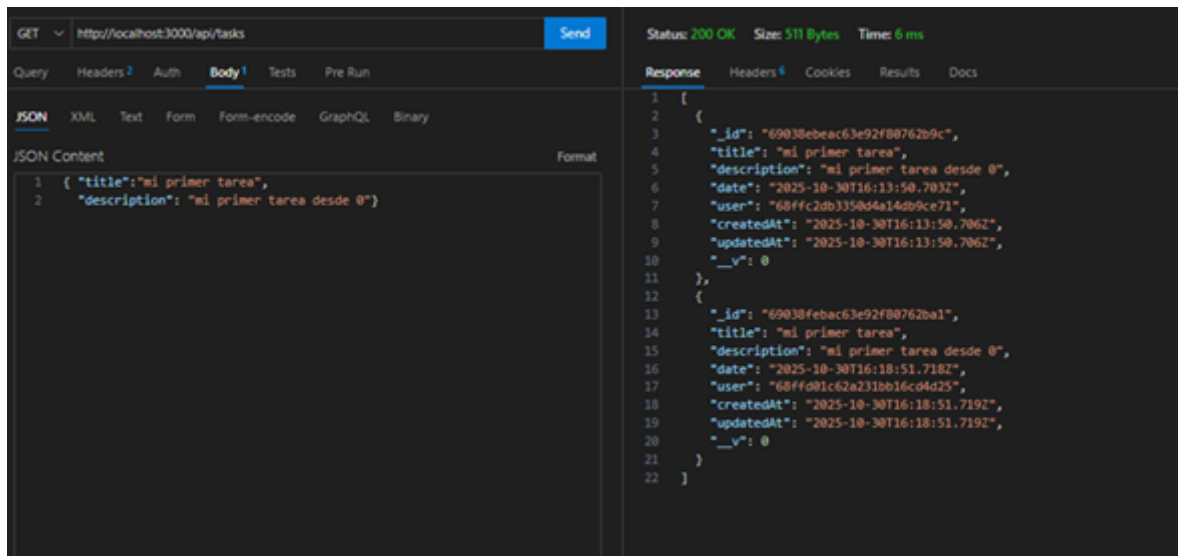 GET http://localhost:3000/api/tasks Send
Query Headers 2 Auth Body 1 Tests Pre Run
JSON XML Text Form Form-encode GraphQL Binary
JSON Content Format
1 { "title":"mi primer tarea",
2 "description": "mi primer tarea desde 0"}
Status: 200 OK Size: 511 Bytes Time: 6 ms
Response Headers 6 Cookies Results Docs
1 [
2 {
3 "_id": "69038ebeac63e92f80762b9c",
4 "title": "mi primer tarea",
5 "description": "mi primer tarea desde 0",
6 "date": "2025-10-30T16:13:50.703Z",
7 "user": "68ffc2db3350d4a14db9ce71",
8 "createdAt": "2025-10-30T16:13:50.706Z",
9 "updatedAt": "2025-10-30T16:13:50.706Z",
10 "__v": 0
11 },
12 {
13 "_id": "69038febac63e92f80762ba1",
14 "title": "mi primer tarea",
15 "description": "mi primer tarea desde 0",
16 "date": "2025-10-30T16:18:51.718Z",
17 "user": "68ffd01c62a231bb16cd4d25",
18 "createdAt": "2025-10-30T16:18:51.719Z",
19 "updatedAt": "2025-10-30T16:18:51.719Z",
20 "__v": 0
21 }
22 ]